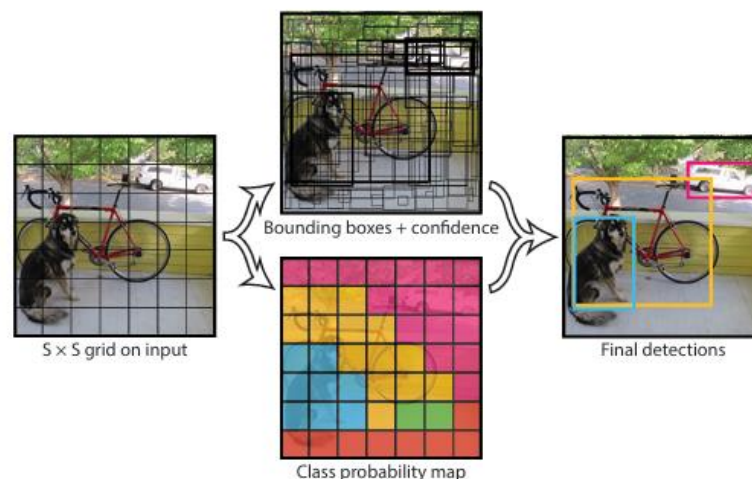 S × S grid on input
Bounding boxes + confidence
Class probability map
Final detections